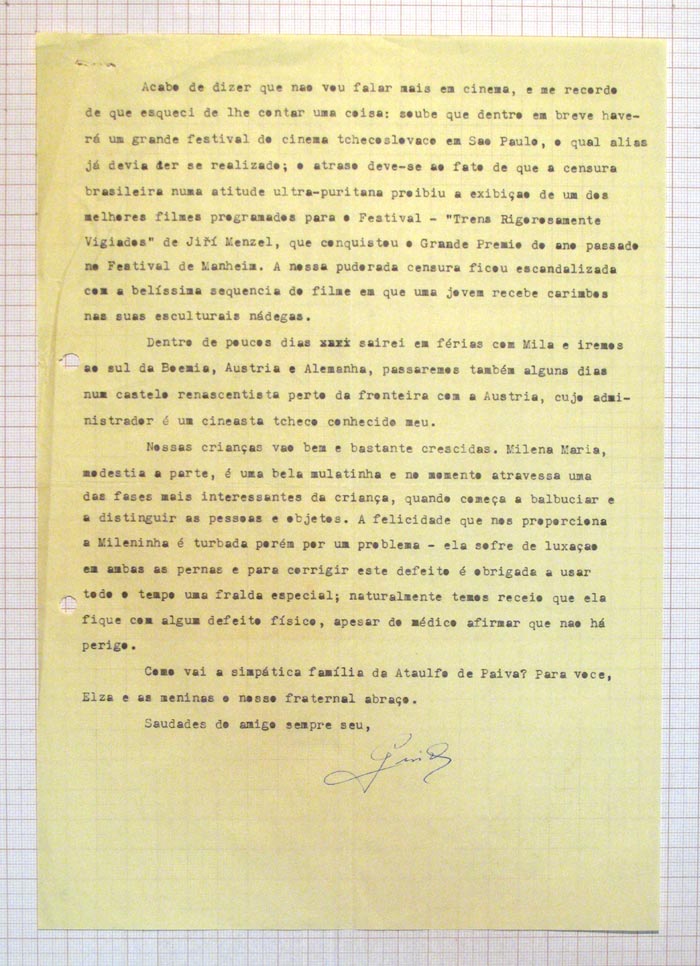 Acabo de dizer que nao vou falar mais em cinema, e me recordo
de que esqueci de lhe contar uma coisa: soube que dentro em breve have-
rá um grande festival do cinema tchecoslovaco em Sao Paulo, o qual alias
já devia ter se realizado; o atraso deve-se ao fato de que a censura
brasileira numa atitude ultra-puritana proibiu a exibiçao de um dos
melhores filmes programados para o Festival - "Trens Rigorosamente
Vigiados" de Jiří Menzel, que conquistou o Grande Premio do ano passado
no Festival de Manheim. A nossa pudorada censura ficou escandalizada
com a belíssima sequencia do filme em que uma jovem recebe carimbos
nas suas esculturais nádegas.
Dentro de poucos dias xxxx sairei em férias com Mila e iremos
ao sul da Boemia, Austria e Alemanha, passaremos também alguns dias
num castelo renascentista perto da fronteira com a Austria, cujo admi-
nistrador é um cineasta tcheco conhecido meu.
Nossas crianças vao bem e bastante crescidas. Milena Maria,
modestia a parte, é uma bela mulatinha e no momento atravessa uma
das fases mais interessantes da criança, quando começa a balbuciar e
a distinguir as pessoas e objetos. A felicidade que nos proporciona
a Mileninha é turbada porém por um problema - ela sofre de luxaçao
em ambas as pernas e para corrigir este defeito é obrigada a usar
todo o tempo uma fralda especial; naturalmente temos receio que ela
fique com algum defeito físico, apesar do médico afirmar que nao há
perigo.
Como vai a simpática família da Ataulfo de Paiva? Para voce,
Elza e as meninas o nosso fraternal abraço.
Saudades do amigo sempre seu,